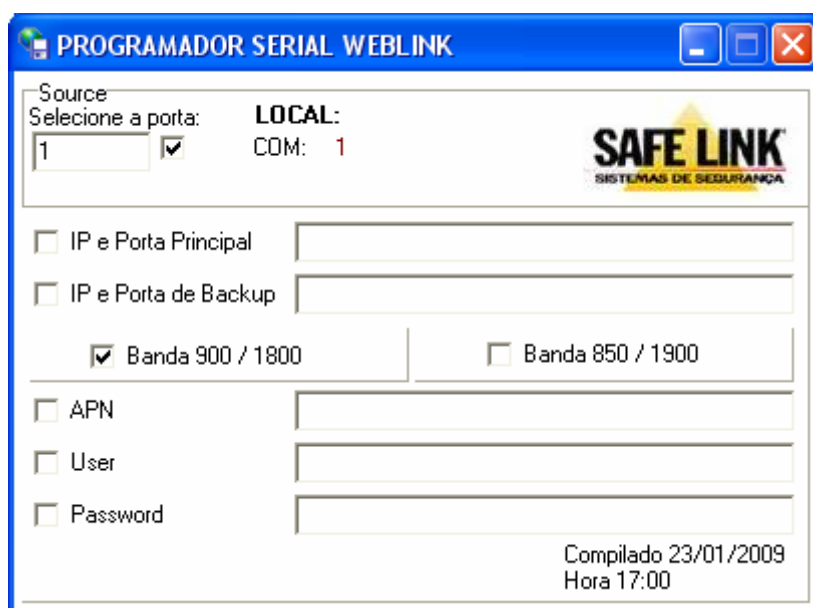 PROGRAMADOR SERIAL WEBLINK
Source
Selecione a porta:
LOCAL:
1
COM: 1
SAFE LINK
SISTEMAS DE SEGURANÇA
IP e Porta Principal
IP e Porta de Backup
Banda 900 / 1800
Banda 850 / 1900
APN
User
Password
Compilado 23/01/2009
Hora 17:00